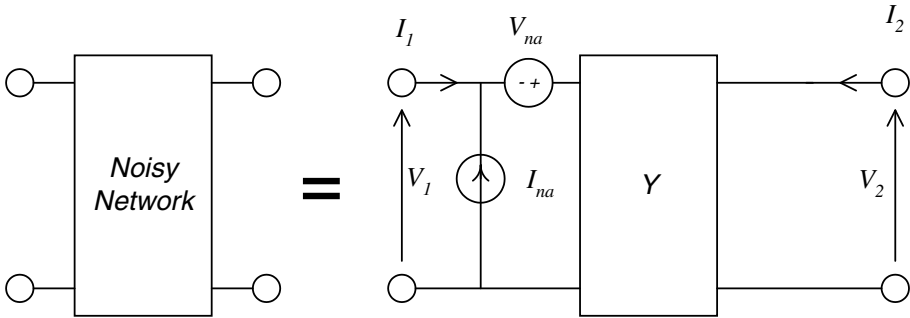 I1
Vna
I2
- +
Noisy
Network
=
V1
Ina
Y
V2